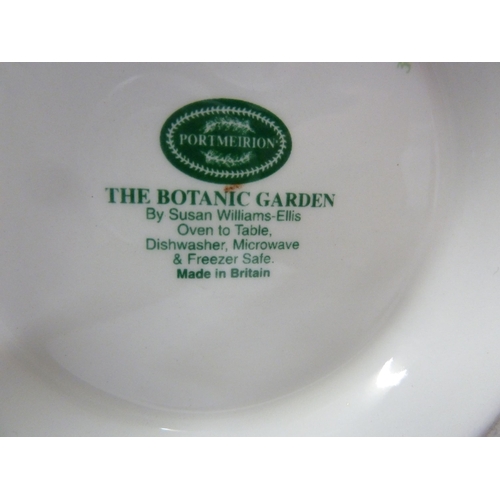 PORTMEIRION
THE BOTANIC GARDEN
By Susan Williams-Ellis
Oven to Table,
Dishwasher, Microwave
& Freezer Safe.
Made in Britain